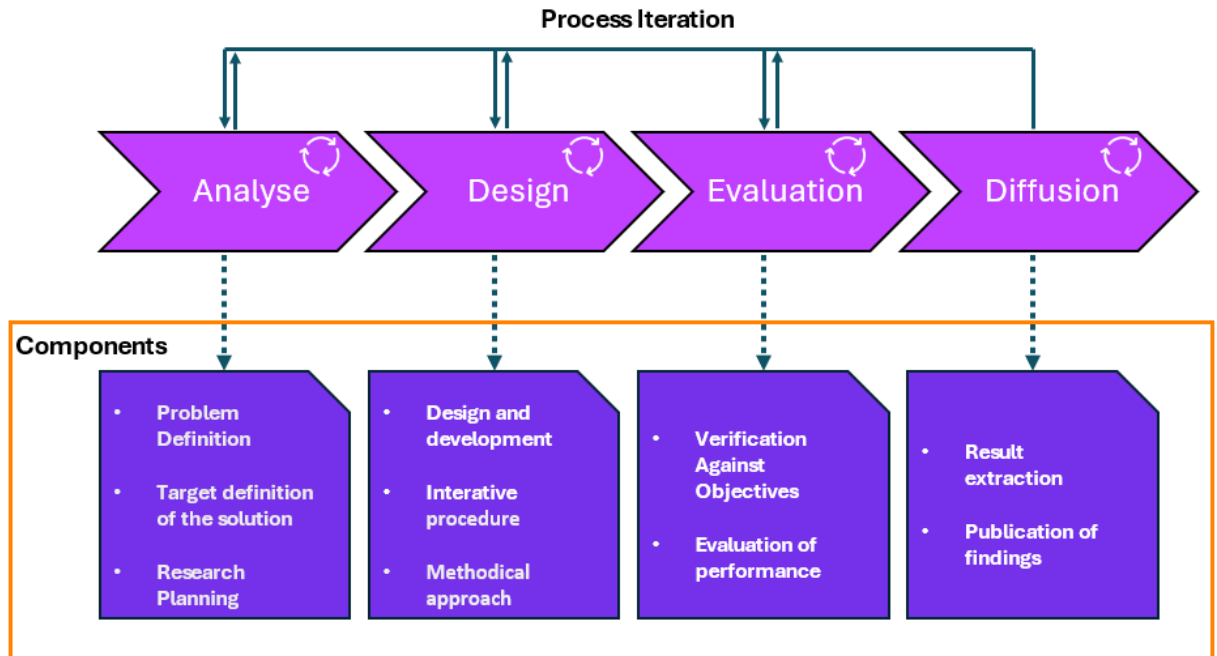 Process Iteration
Analyse
Design
Evaluation
Diffusion
Components
• Problem
Definition
• Target definition
of the solution
• Research
Planning
• Design and
development
• Interative
procedure
• Methodical
approach
• Verification
Against
Objectives
• Evaluation of
performance
• Result
extraction
• Publication of
findings